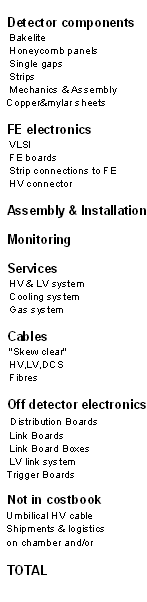 Detector components
Bakelite
Honeycomb panels
Single gaps
Strips
Mechanics & Assembly
Copper&mylar sheets
FE electronics
VLSI
FE boards
Strip connections to FE
HV connector
Assembly & Installation
Monitoring
Services
HV & LV system
Cooling system
Gas system
Cables
"Skew clear"
HV,LV,DCS
Fibres
Off detector electronics
Distribution Boards
Link Boards
Link Board Boxes
LV link system
Trigger Boards
Not in costbook
Umbilical HV cable
Shipments & logistics
on chamber and/or
TOTAL